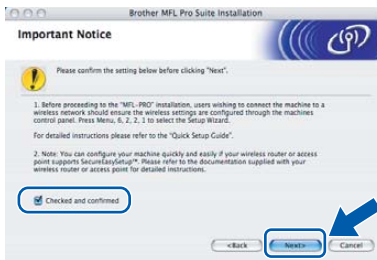 Brother MFL Pro Suite Installation
Important Notice
Please confirm the setting below before clicking "Next".
1. Before proceeding to the "MFL-PRO" installation, users wishing to connect the machine to a
wireless network should ensure the wireless settings are configured through the machines
control panel. Press Menu, 6, 2, 2, 1 to select the Setup Wizard.
For detailed instructions please refer to the "Quick Setup Guide".
2. Note: You can configure your machine quickly and easily if your wireless router or access
point supports SecureEasySetup™. Please refer to the documentation supplied with your
wireless router or access point for detailed instructions.
Checked and confirmed
<Back Next> Cancel